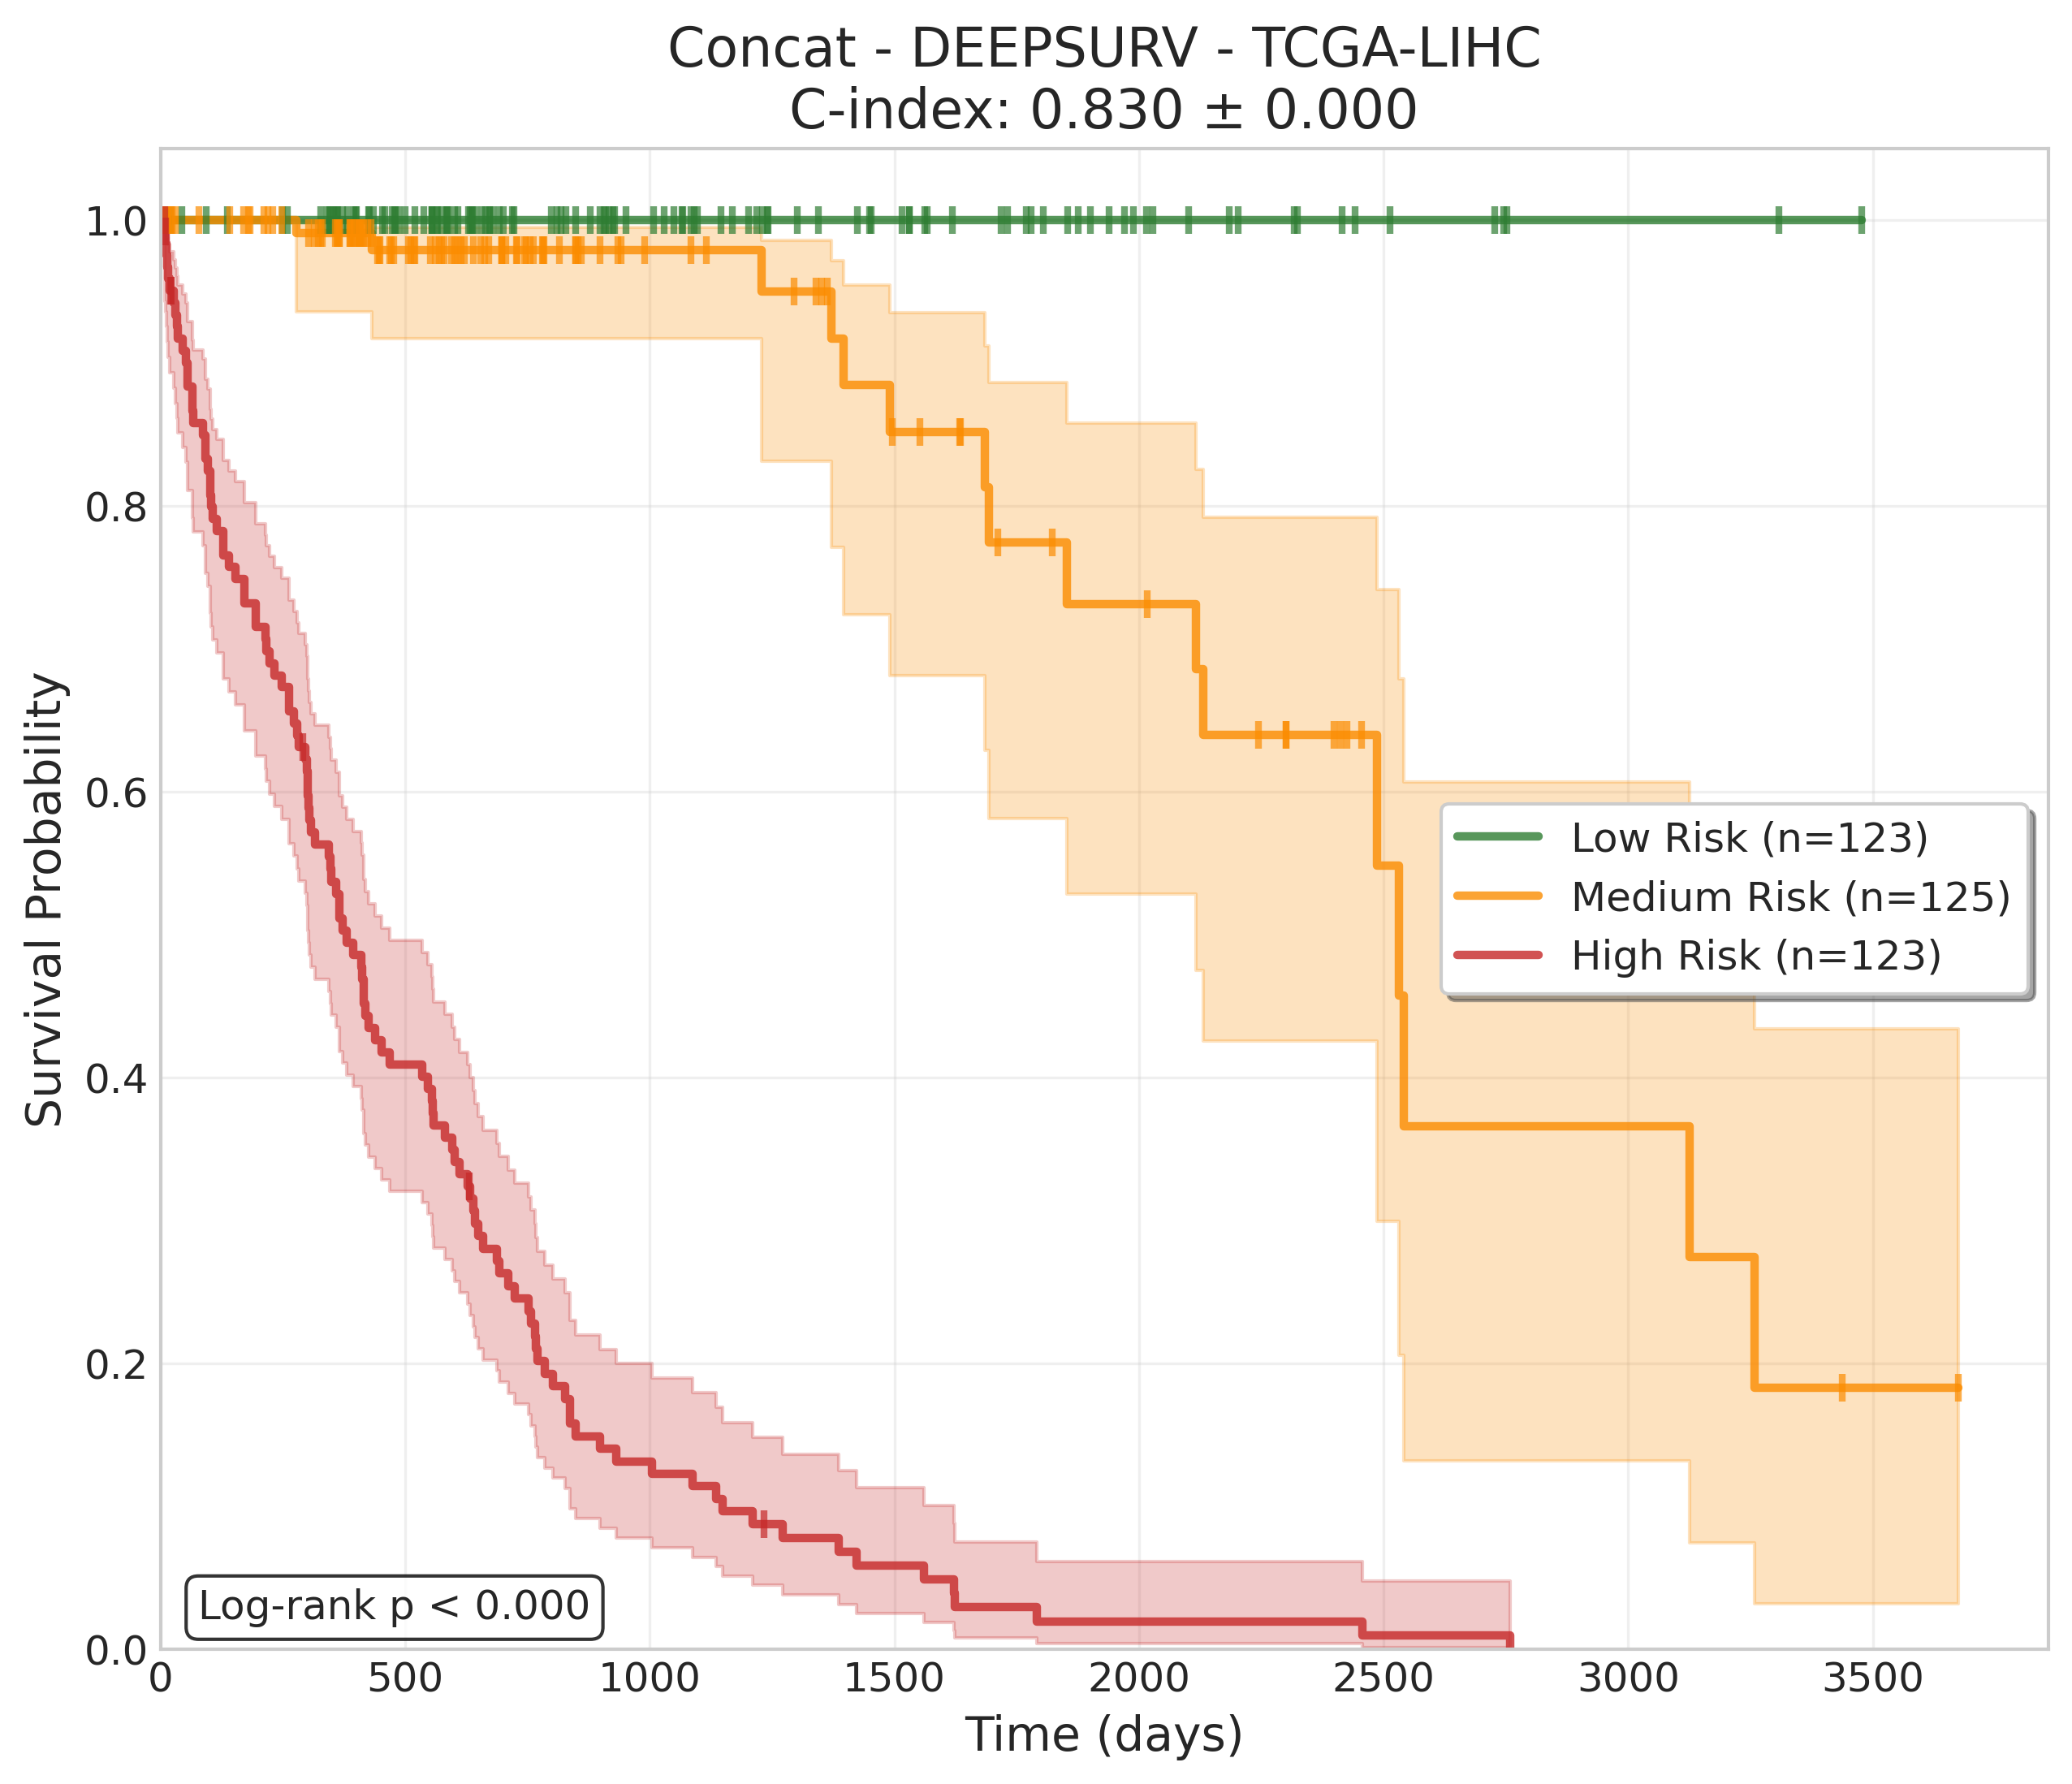 Concat - DEEPSURV - TCGA-LIHC
C-index: 0.830 ± 0.000
Survival Probability
1.0
0.8
0.6
0.4
0.2
0.0
Low Risk (n=123)
Medium Risk (n=125)
High Risk (n=123)
Log-rank p < 0.000
0 500 1000 1500 2000 2500 3000 3500
Time (days)